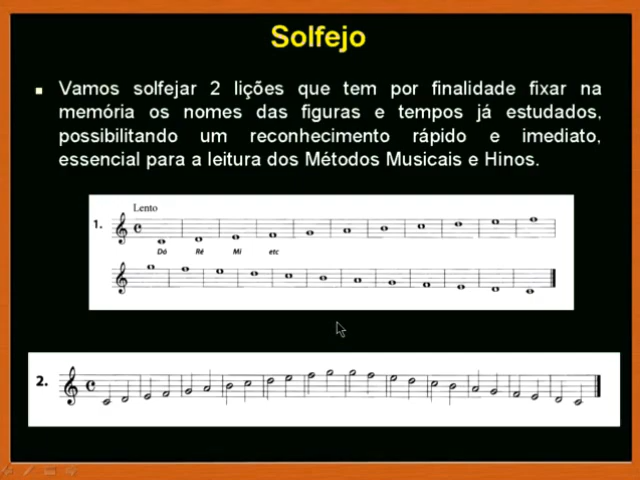 Solfejo
Vamos solfejar 2 lições que tem por finalidade fixar na
memória os nomes das figuras e tempos já estudados,
possibilitando um reconhecimento rápido e imediato,
essencial para a leitura dos Métodos Musicais e Hinos.
Lento
1.
Dó Ré Mi etc
2.